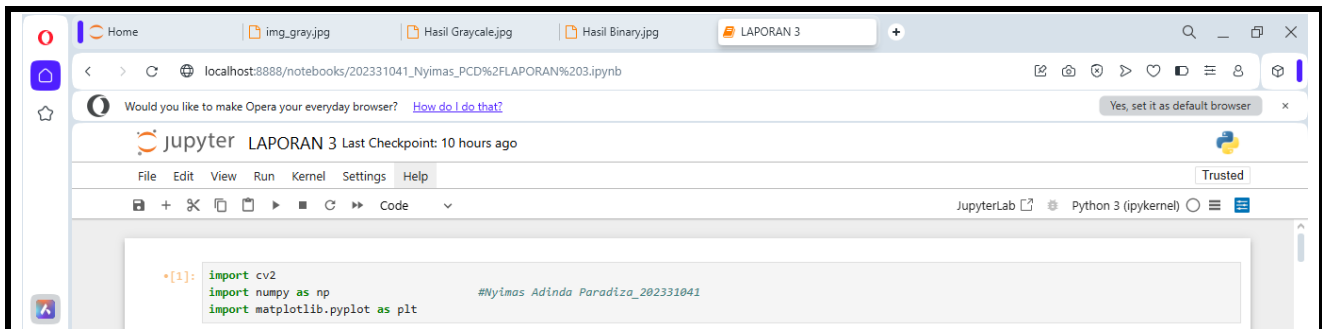 Home img_gray.jpg Hasil Graycale.jpg Hasil Binary.jpg LAPORAN 3
localhost:8888/notebooks/202331041_Nyimas_PCD%2FLAPORAN%203.ipynb
Would you like to make Opera your everyday browser? How do I do that? Yes, set it as default browser
jupyter LAPORAN 3 Last Checkpoint: 10 hours ago
File Edit View Run Kernel Settings Help Trusted
Code JupyterLab Python 3 (ipykernel)
•[1]: import cv2
import numpy as np #Nyimas Adinda Paradiza_202331041
import matplotlib.pyplot as plt